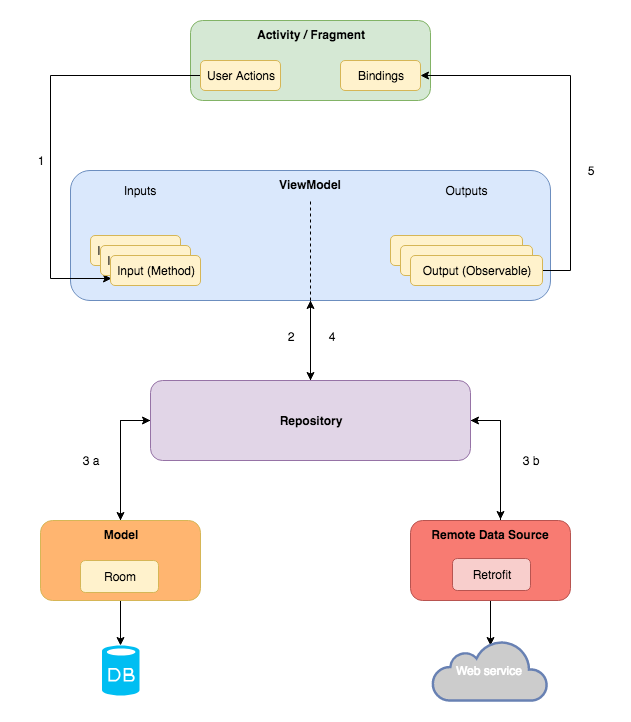 Activity / Fragment
User Actions
Bindings
1
5
ViewModel
Inputs
Outputs
Input (Method)
Output (Observable)
2
4
Repository
3 a
3 b
Model
Room
Remote Data Source
Retrofit
DB
Web service